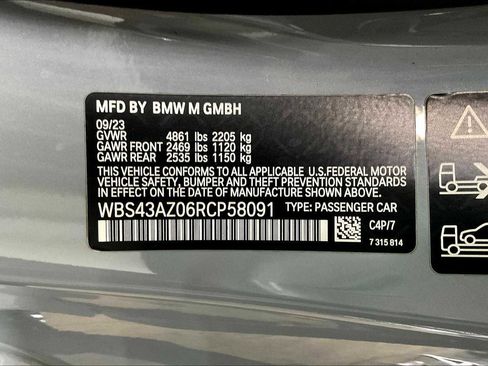 MFD BY BMW M GMBH
09/23
GVWR 4861 lbs 2205 kg
GAWR FRONT 2469 lbs 1120 kg
GAWR REAR 2535 lbs 1150 kg
THIS VEHICLE CONFORMS TO ALL APPLICABLE U.S.FEDERAL MOTOR
VEHICLE SAFETY, BUMPER, AND THEFT PREVENTION
STANDARDS IN EFFECT ON THE DATE OF MANUFACTURE SHOWN ABOVE.
WBS43AZ06RCP58091 TYPE: PASSENGER CAR
C4P/7
7 315 814